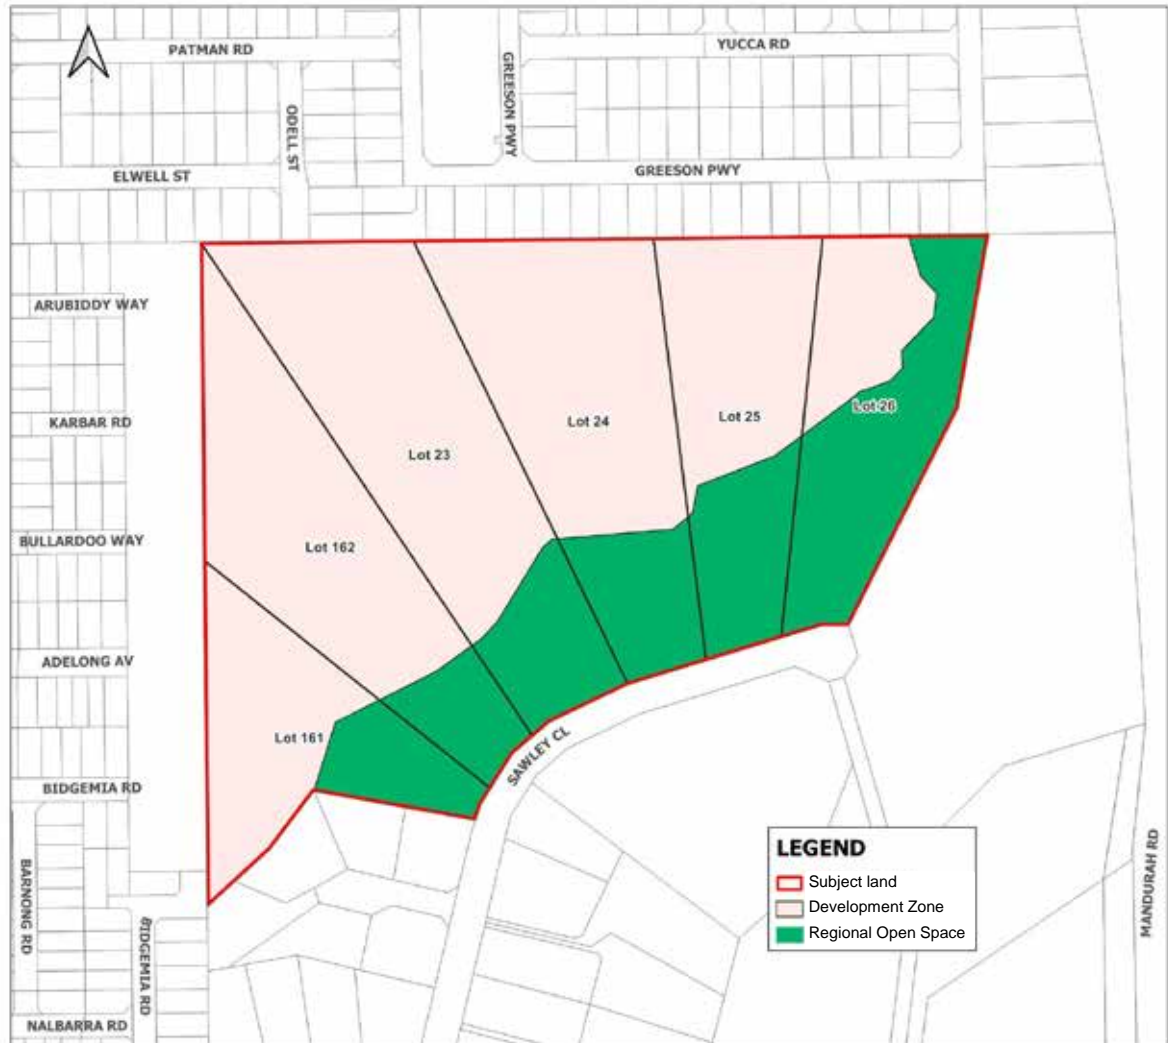 PATMAN RD
YUCCA RD
GREESON PWY
ODELL ST
ELWELL ST
GREESON PWY
ARUBIDDY WAY
KARBAR RD
BULLARDOO WAY
ADELONG AV
BIDGEMIA RD
BARNONG RD
BIDGEMIA RD
NALBARRA RD
Lot 26
Lot 25
Lot 24
Lot 23
Lot 162
Lot 161
SAWLEY CL
MANDURAH RD
LEGEND
Subject land
Development Zone
Regional Open Space